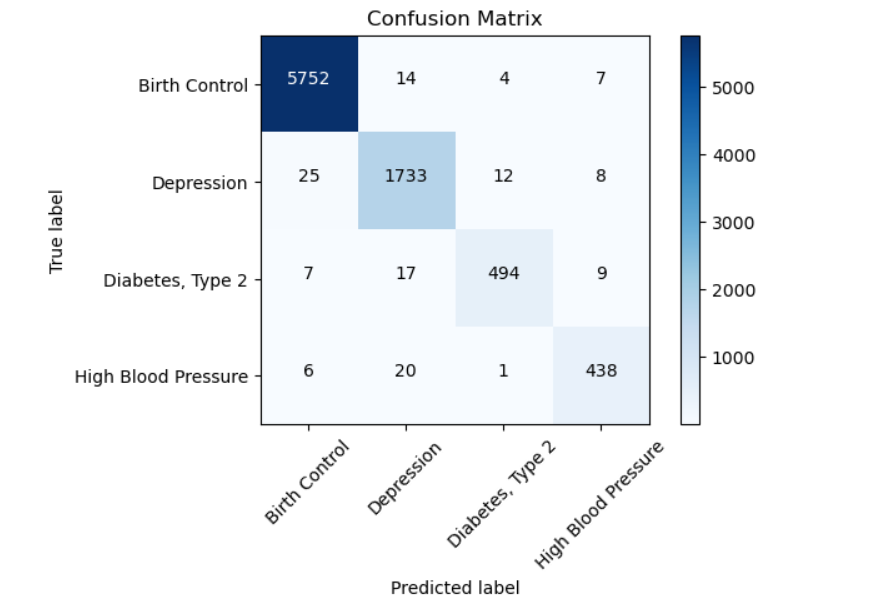 Confusion Matrix
True label
Birth Control 5752 14 4 7
Depression 25 1733 12 8
Diabetes, Type 2 7 17 494 9
High Blood Pressure 6 20 1 438
Birth Control
Depression
Diabetes, Type 2
High Blood Pressure
Predicted label
5000
4000
3000
2000
1000